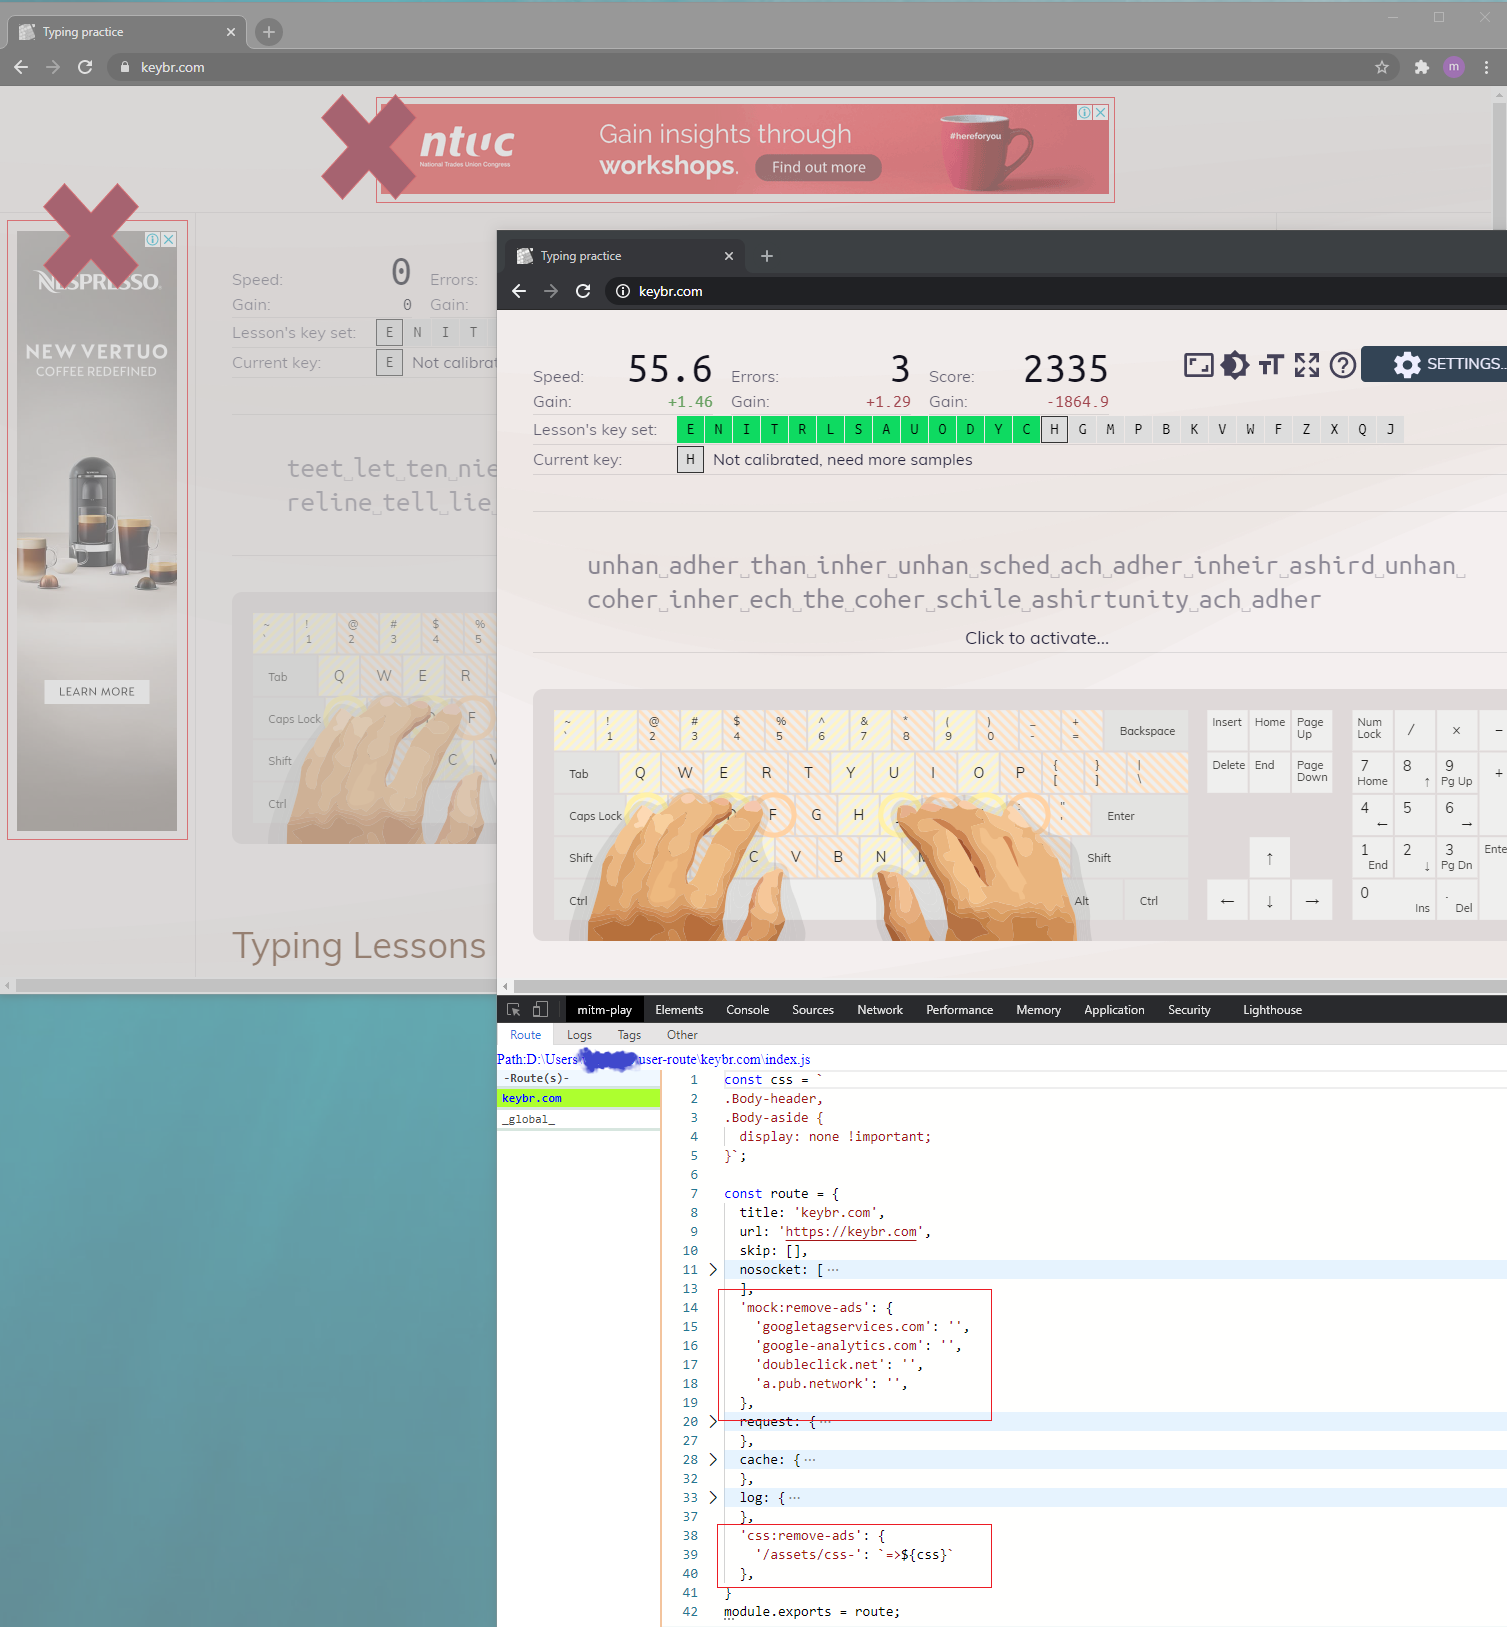 Typing practice
keybr.com
m
ntuc
National Trades Union Congress
Gain insights through
workshops.
Find out more
#hereforyou
NESPRESSO
NEW VERTUO
COFFEE REDEFINED
LEARN MORE
Speed: 0 Errors:
Gain: 0 Gain:
Lesson's key set: E N I T
Current key: E Not calibrat
teet␣let␣ten␣nie
reline␣tell␣lie␣
~ ` ! 1 @ 2 # 3 $ 4 % 5
Tab Q W E R
Caps Lock F
Shift C V
Ctrl
Typing Lessons
Typing practice
keybr.com
Speed: 55.6 Errors: 3 Score: 2335
Gain: +1.46 Gain: +1.29 Gain: -1864.9
SETTINGS..
Lesson's key set: E N I T R L S A U O D Y C H G M P B K V W F Z X Q J
Current key: H Not calibrated, need more samples
unhan␣adher␣than␣inher␣unhan␣sched␣ach␣adher␣inheir␣ashird␣unhan␣
coher␣inher␣ech␣the␣coher␣schile␣ashirtunity␣ach␣adher
Click to activate...
~ ` ! 1 @ 2 # 3 $ 4 % 5 ^ 6 & 7 * 8 ( 9 ) 0 _ - + = Backspace
Insert Home Page Up
Num Lock / × −
Tab Q W E R T Y U I O P { [ } ] | \
Delete End Page Down
7 Home 8 ↑ 9 Pg Up +
Caps Lock F G H : " ' Enter
4 ← 5 6 →
Shift C V B N M Shift
↑
1 End 2 ↓ 3 Pg Dn Ente
Ctrl Alt Ctrl
← ↓ →
0 Ins . Del
mitm-play Elements Console Sources Network Performance Memory Application Security Lighthouse
Route Logs Tags Other
Path:D:\Users user-route\keybr.com\index.js
-Route(s)-
keybr.com
_global_
1 const css = `
2 .Body-header,
3 .Body-aside {
4 display: none !important;
5 }`;
6
7 const route = {
8 title: 'keybr.com',
9 url: 'https://keybr.com',
10 skip: [],
11 nosocket: [ ···
13 ],
14 'mock:remove-ads': {
15 'googletagservices.com': '',
16 'google-analytics.com': '',
17 'doubleclick.net': '',
18 'a.pub.network': '',
19 },
20 request: { ···
27 },
28 cache: { ···
32 },
33 log: { ···
37 },
38 'css:remove-ads': {
39 '/assets/css-': `=>${css}`
40 },
41 }
42 module.exports = route;